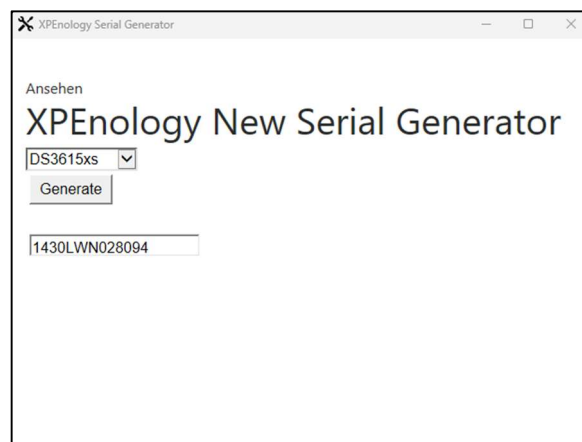 XPEnology Serial Generator
Ansehen
XPEnology New Serial Generator
DS3615xs
Generate
1430LWN028094